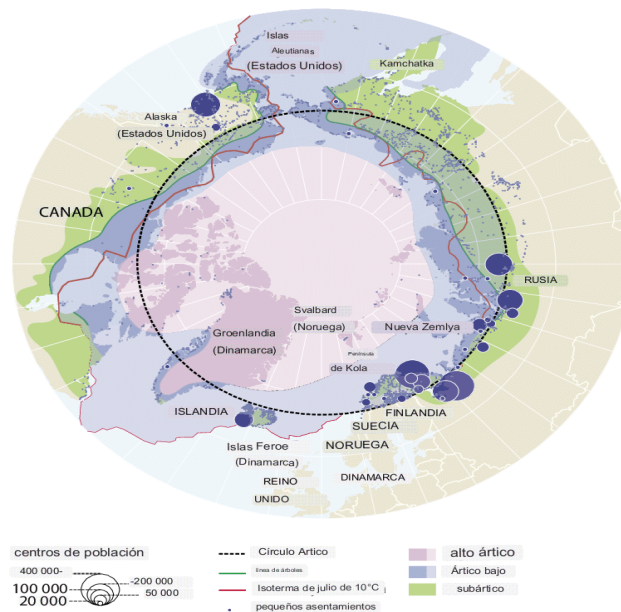 Islas
Aleutianas
(Estados Unidos)
Kamchatka
Alaska
(Estados Unidos)
CANADA
RUSIA
Svalbard
(Noruega)
Nueva Zemlya
Groenlandia
(Dinamarca)
Península
de Kola
ISLANDIA
FINLANDIA
SUECIA
NORUEGA
Islas Feroe
(Dinamarca)
REINO
UNIDO
DINAMARCA
centros de población
400 000-
-200 000
100 000
50 000
20 000
Círculo Artico
línea de árboles
Isoterma de julio de 10°C
pequeños asentamientos
alto ártico
Ártico bajo
subártico